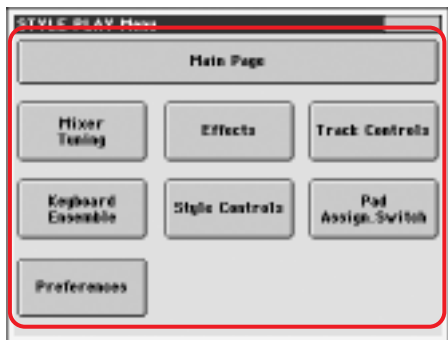 STYLE PLAY Menu
Main Page
Mixer
Tuning
Effects
Track Controls
Keyboard
Ensemble
Style Controls
Pad
Assign.Switch
Preferences